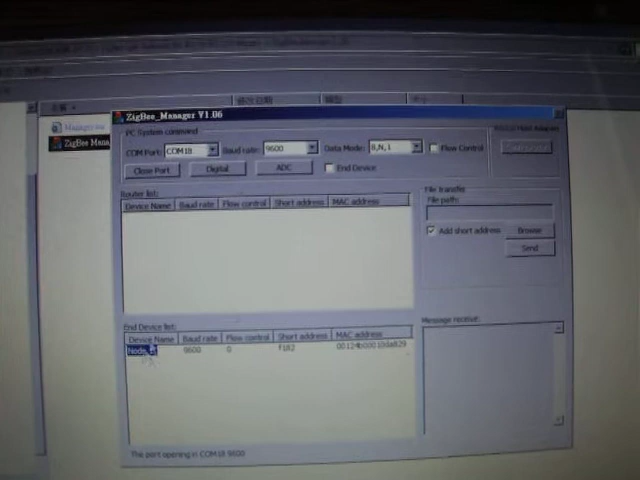 ZigBee_Manager V1.06
PC System command
COM Port: COM18 Baud rate: 9600 Data Mode: 8,N,1 Flow Control
Close Port Digital ADC End Device
Router list:
Device Name Baud rate Flow control Short address MAC address
File transfer
File path:
Add short address Browse
Send
End Device list:
Device Name Baud rate Flow control Short address MAC address
9600 0 f182
Message receive:
The port opening in COM18 9600
ZigBee Mana